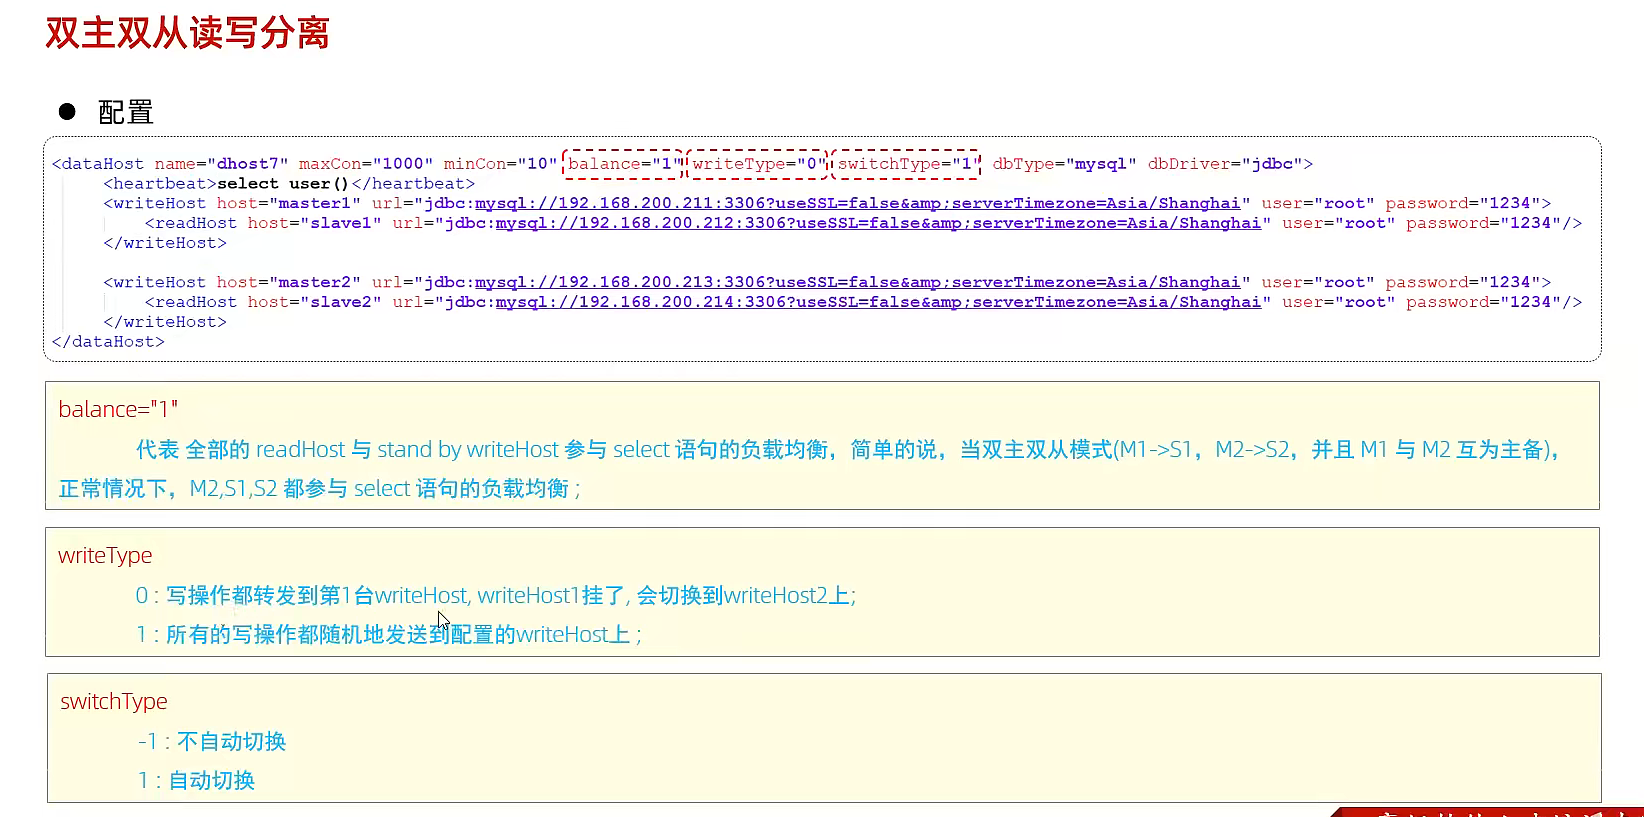 双主双从读写分离
● 配置
<dataHost name="dhost7" maxCon="1000" minCon="10" balance="1" writeType="0" switchType="1" dbType="mysql" dbDriver="jdbc">
<heartbeat>select user()</heartbeat>
<writeHost host="master1" url="jdbc:mysql://192.168.200.211:3306?useSSL=false&amp;serverTimezone=Asia/Shanghai" user="root" password="1234">
<readHost host="slave1" url="jdbc:mysql://192.168.200.212:3306?useSSL=false&amp;serverTimezone=Asia/Shanghai" user="root" password="1234"/>
</writeHost>
<writeHost host="master2" url="jdbc:mysql://192.168.200.213:3306?useSSL=false&amp;serverTimezone=Asia/Shanghai" user="root" password="1234">
<readHost host="slave2" url="jdbc:mysql://192.168.200.214:3306?useSSL=false&amp;serverTimezone=Asia/Shanghai" user="root" password="1234"/>
</writeHost>
</dataHost>
balance="1"
代表 全部的 readHost 与 stand by writeHost 参与 select 语句的负载均衡，简单的说，当双主双从模式(M1->S1，M2->S2，并且 M1 与 M2 互为主备)，
正常情况下，M2,S1,S2 都参与 select 语句的负载均衡 ;
writeType
0 : 写操作都转发到第1台writeHost, writeHost1挂了, 会切换到writeHost2上;
1 : 所有的写操作都随机地发送到配置的writeHost上 ;
switchType
-1 : 不自动切换
1 : 自动切换